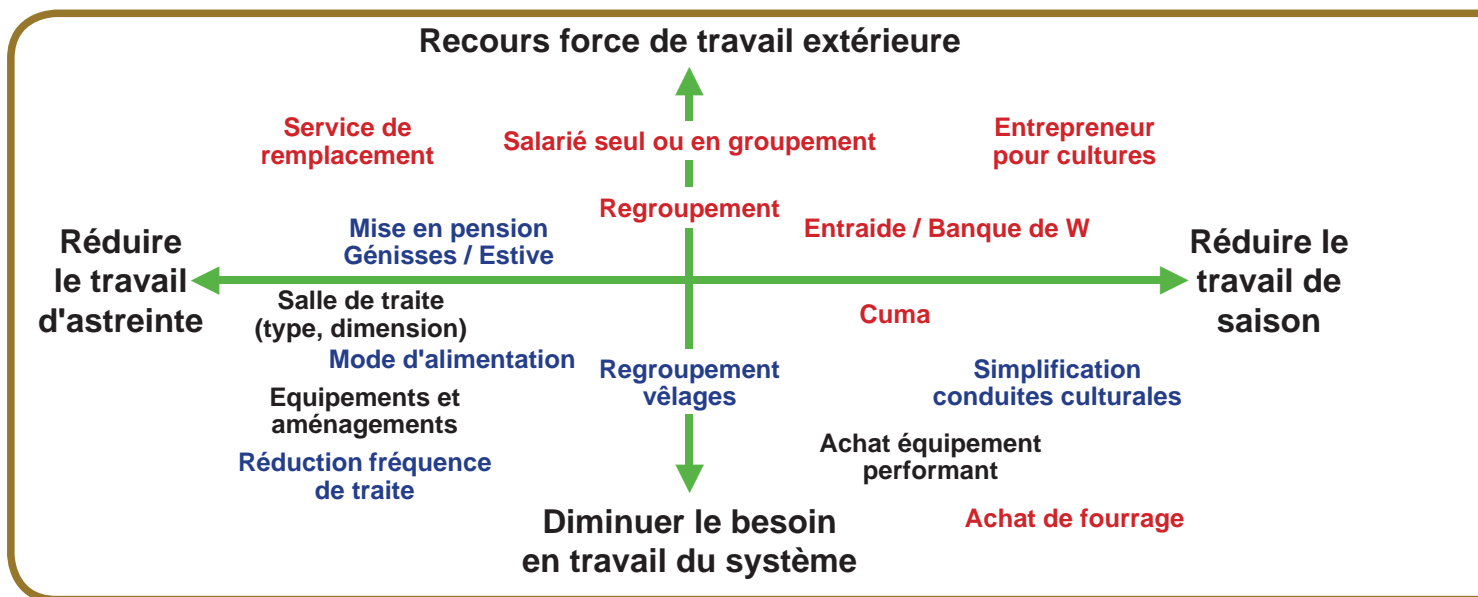 Recours force de travail extérieure
Service de
remplacement
Salarié seul ou en groupement
Entrepreneur
pour cultures
Regroupement
Mise en pension
Génisses / Estive
Entraide / Banque de W
Réduire
le travail
d'astreinte
Réduire le
travail de
saison
Salle de traite
(type, dimension)
Cuma
Mode d'alimentation
Regroupement
vêlages
Simplification
conduites culturales
Equipements et
aménagements
Achat équipement
performant
Réduction fréquence
de traite
Diminuer le besoin
en travail du système
Achat de fourrage